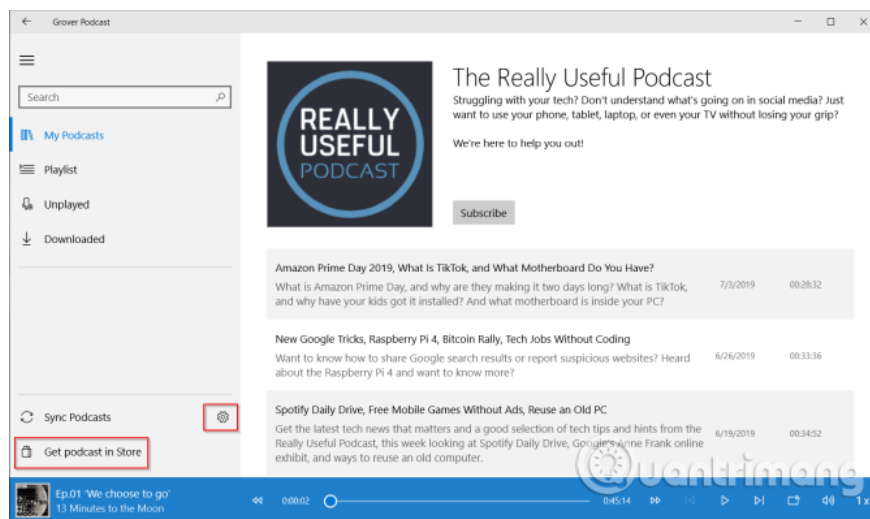 Grover Podcast
Search
My Podcasts
Playlist
Unplayed
Downloaded
Sync Podcasts
Get podcast in Store
REALLY
USEFUL
PODCAST
The Really Useful Podcast
Struggling with your tech? Don't understand what's going on in social media? Just
want to use your phone, tablet, laptop, or even your TV without losing your grip?
We're here to help you out!
Subscribe
Amazon Prime Day 2019, What Is TikTok, and What Motherboard Do You Have?
What is Amazon Prime Day, and why are they making it two days long? What is TikTok,
and why have your kids got it installed? And what motherboard is inside your PC?
7/3/2019
00:28:32
New Google Tricks, Raspberry Pi 4, Bitcoin Rally, Tech Jobs Without Coding
Want to know how to share Google search results or report suspicious websites? Heard
about the Raspberry Pi 4 and want to know more?
6/26/2019
00:33:36
Spotify Daily Drive, Free Mobile Games Without Ads, Reuse an Old PC
Get the latest tech news that matters and a good selection of tech tips and hints from the
Really Useful Podcast, this week looking at Spotify Daily Drive, Google's Anne Frank online
exhibit, and ways to reuse an old computer.
6/19/2019
00:34:52
Quantrimang
Ep.01 'We choose to go'
13 Minutes to the Moon
0:00:02
0:45:14
1x